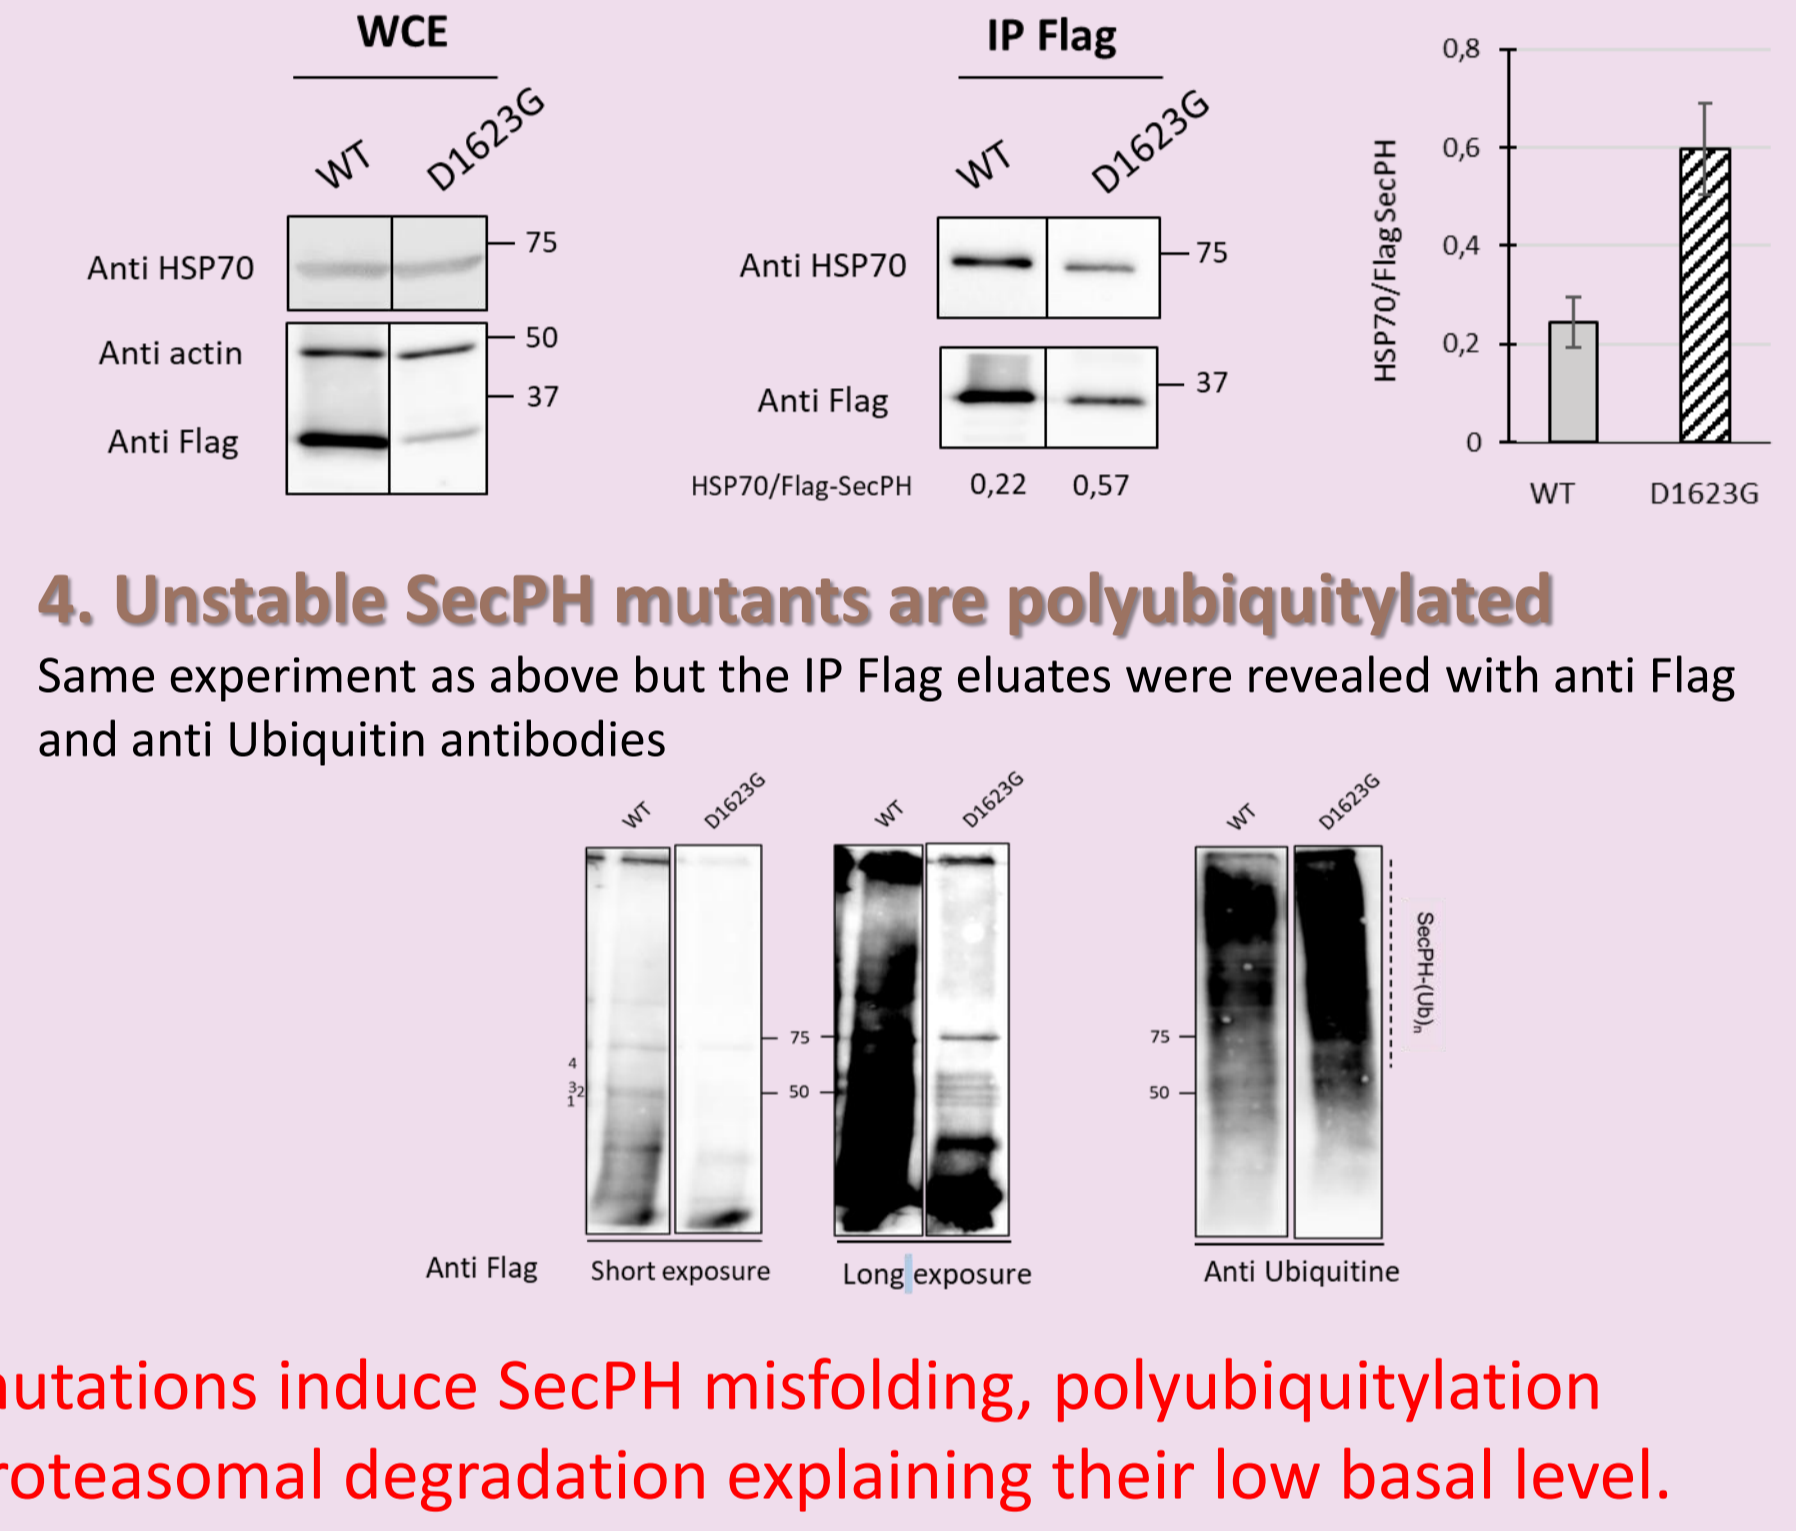 WCE
WT
D1623G
Anti HSP70
75
Anti actin
50
37
Anti Flag
IP Flag
WT
D1623G
Anti HSP70
75
Anti Flag
37
HSP70/Flag-SecPH 0,22 0,57
HSP70/Flag SecPH
0,8
0,6
0,4
0,2
0
WT D1623G
4. Unstable SecPH mutants are polyubiquitylated
Same experiment as above but the IP Flag eluates were revealed with anti Flag
and anti Ubiquitin antibodies
WT
D1623G
WT
D1623G
WT
D1623G
4
3
2
1
75
50
75
50
SecPH-(Ub)n
Anti Flag
Short exposure
Long exposure
Anti Ubiquitine
utations induce SecPH misfolding, polyubiquitylation
roteasomal degradation explaining their low basal level.